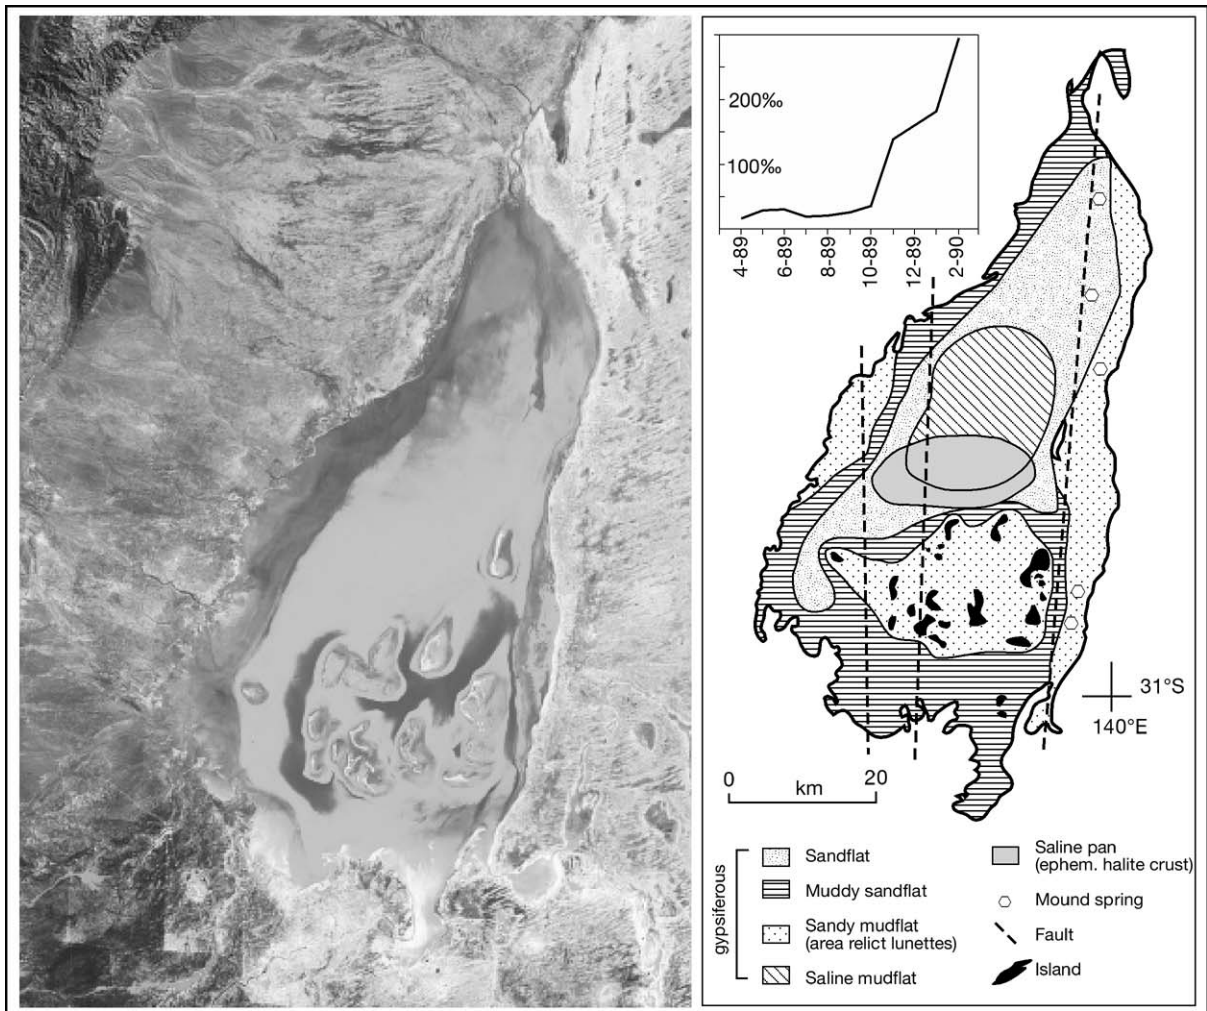 200‰
100‰
4-89
6-89
8-89
10-89
12-89
2-90
31°S
140°E
0 20
km
gypsiferous
Sandflat
Muddy sandflat
Sandy mudflat
(area relict lunettes)
Saline mudflat
Saline pan
(ephem. halite crust)
Mound spring
Fault
Island